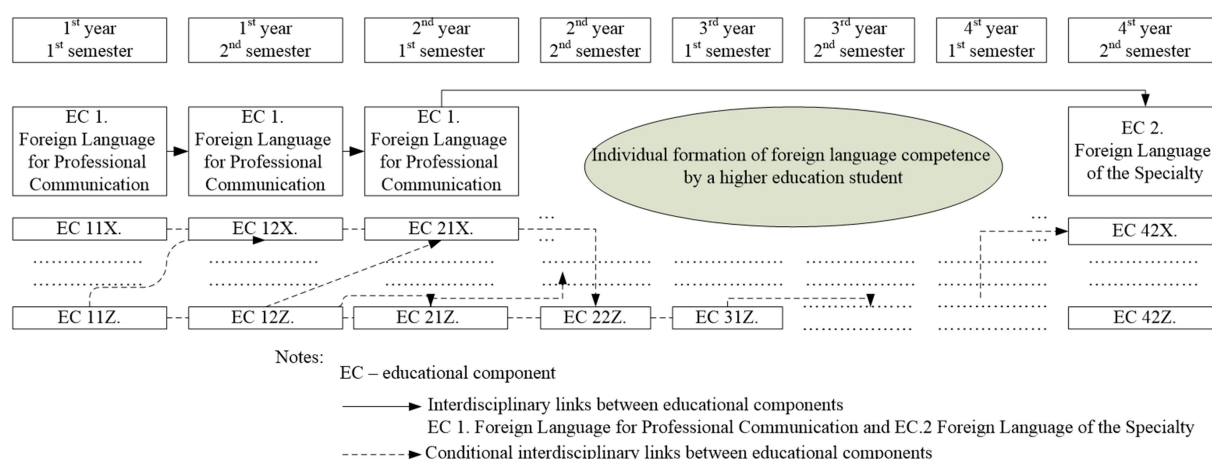 1st year
1st semester
1st year
2nd semester
2nd year
1st semester
2nd year
2nd semester
3rd year
1st semester
3rd year
2nd semester
4st year
1st semester
4st year
2nd semester
EC 1.
Foreign Language
for Professional
Communication
EC 1.
Foreign Language
for Professional
Communication
EC 1.
Foreign Language
for Professional
Communication
Individual formation of foreign language competence
by a higher education student
EC 2.
Foreign Language
of the Specialty
EC 11X.
EC 12X.
EC 21X.
EC 42X.
EC 11Z.
EC 12Z.
EC 21Z.
EC 22Z.
EC 31Z.
EC 42Z.
Notes:
EC – educational component
Interdisciplinary links between educational components
EC 1. Foreign Language for Professional Communication and EC.2 Foreign Language of the Specialty
Conditional interdisciplinary links between educational components